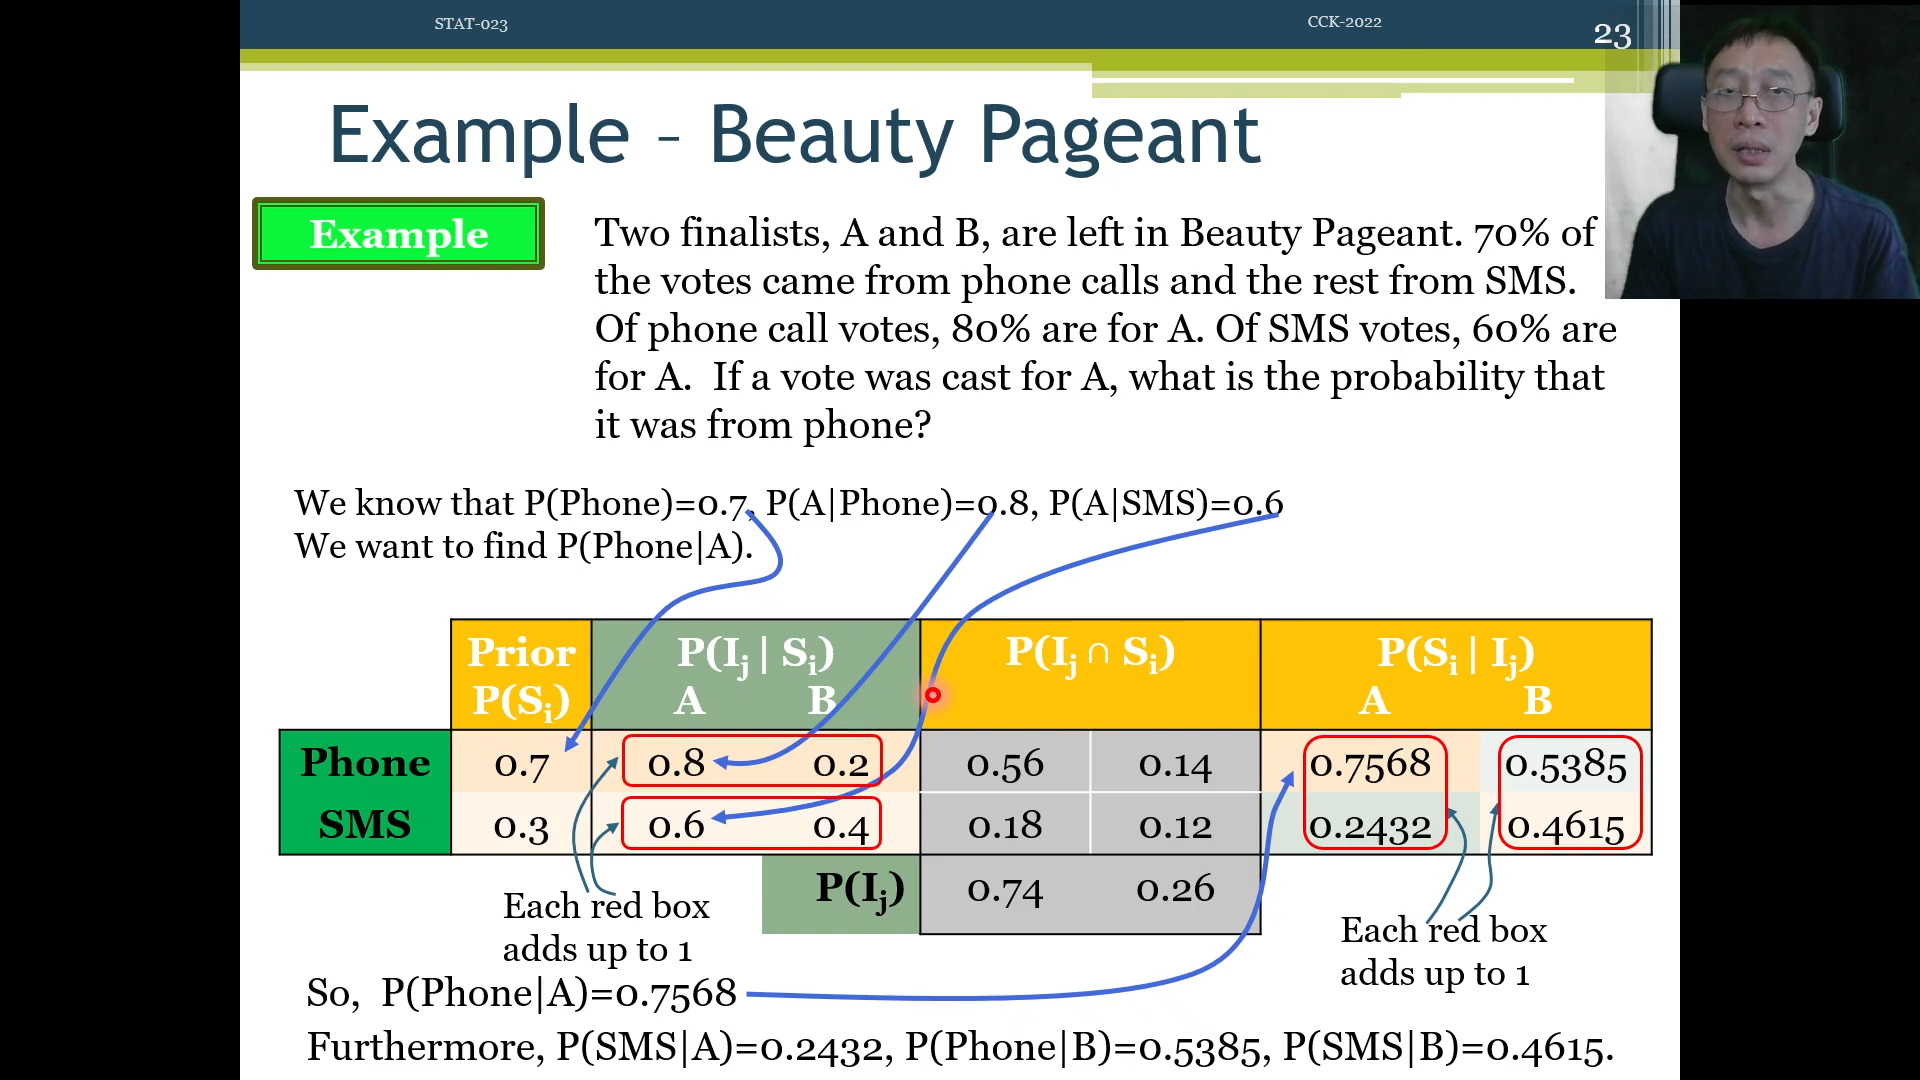 STAT-023
CCK-2022
23
Example – Beauty Pageant
Example
Two finalists, A and B, are left in Beauty Pageant. 70% of
the votes came from phone calls and the rest from SMS.
Of phone call votes, 80% are for A. Of SMS votes, 60% are
for A. If a vote was cast for A, what is the probability that
it was from phone?
We know that P(Phone)=0.7, P(A|Phone)=0.8, P(A|SMS)=0.6
We want to find P(Phone|A).
Prior P(Ij | Si) P(Ij ∩ Si) P(Si | Ij)
P(Si) A B A B
Phone 0.7 0.8 0.2 0.56 0.14 0.7568 0.5385
SMS 0.3 0.6 0.4 0.18 0.12 0.2432 0.4615
P(Ij) 0.74 0.26
Each red box
adds up to 1
Each red box
adds up to 1
So, P(Phone|A)=0.7568
Furthermore, P(SMS|A)=0.2432, P(Phone|B)=0.5385, P(SMS|B)=0.4615.